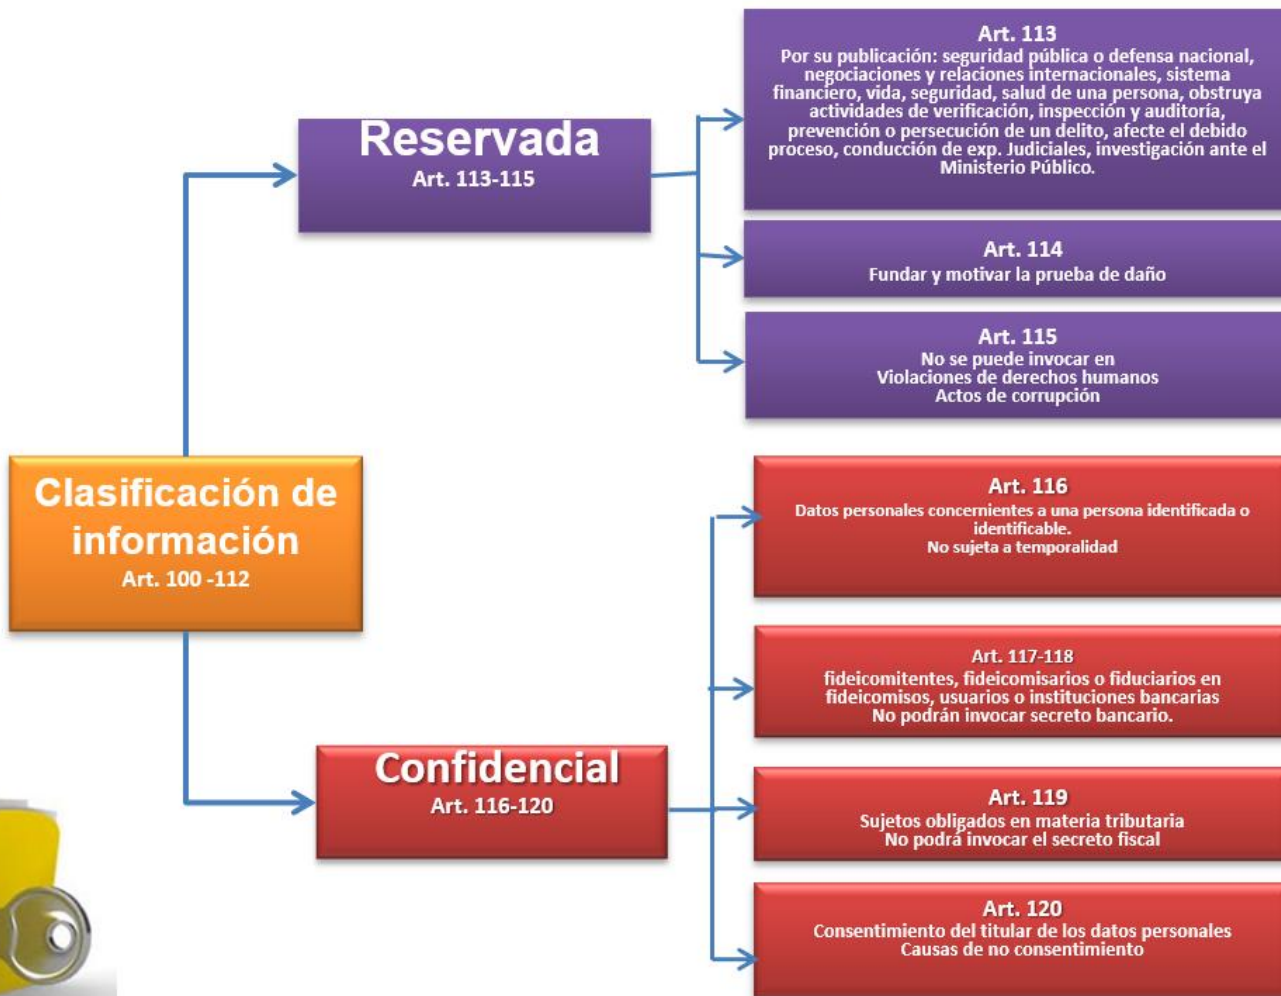 Art. 113
Por su publicación: seguridad pública o defensa nacional,
negociaciones y relaciones internacionales, sistema
financiero, vida, seguridad, salud de una persona, obstruya
actividades de verificación, inspección y auditoría,
prevención o persecución de un delito, afecte el debido
proceso, conducción de exp. Judiciales, investigación ante el
Ministerio Público.
Reservada
Art. 113-115
Art. 114
Fundar y motivar la prueba de daño
Art. 115
No se puede invocar en
Violaciones de derechos humanos
Actos de corrupción
Clasificación de
información
Art. 100 -112
Art. 116
Datos personales concernientes a una persona identificada o
identificable.
No sujeta a temporalidad
Art. 117-118
fideicomitentes, fideicomisarios o fiduciarios en
fideicomisos, usuarios o instituciones bancarias
No podrán invocar secreto bancario.
Confidencial
Art. 116-120
Art. 119
Sujetos obligados en materia tributaria
No podrá invocar el secreto fiscal
Art. 120
Consentimiento del titular de los datos personales
Causas de no consentimiento